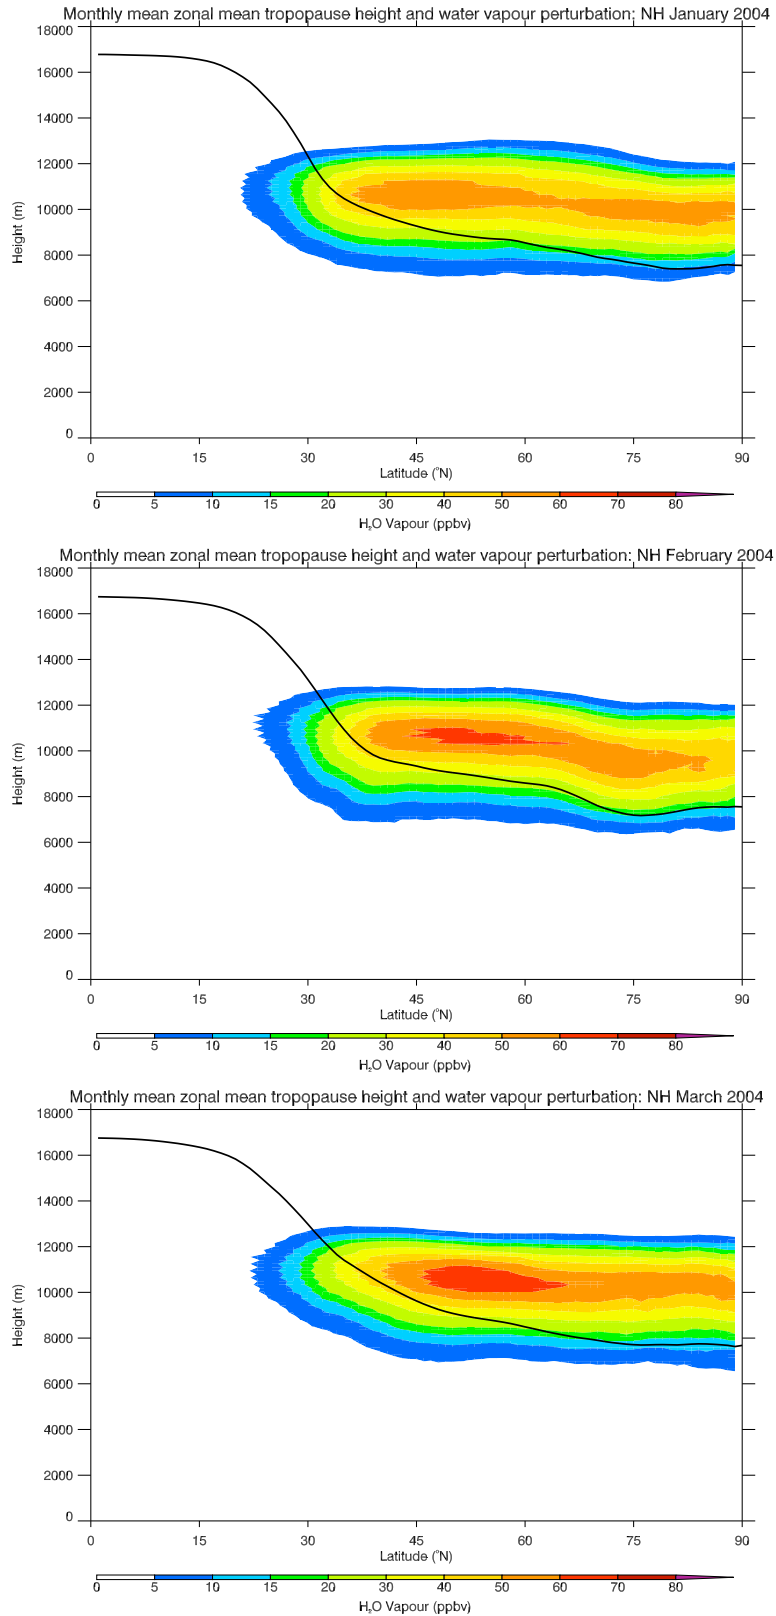 Monthly mean zonal mean tropopause height and water vapour perturbation: NH January 2004
18000
16000
14000
12000
10000
8000
6000
4000
2000
0
Height (m)
0 15 30 45 60 75 90
Latitude (°N)
0 5 10 15 20 30 40 50 60 70 80
H₂O Vapour (ppbv)
Monthly mean zonal mean tropopause height and water vapour perturbation: NH February 2004
18000
16000
14000
12000
10000
8000
6000
4000
2000
0
Height (m)
0 15 30 45 60 75 90
Latitude (°N)
0 5 10 15 20 30 40 50 60 70 80
H₂O Vapour (ppbv)
Monthly mean zonal mean tropopause height and water vapour perturbation: NH March 2004
18000
16000
14000
12000
10000
8000
6000
4000
2000
0
Height (m)
0 15 30 45 60 75 90
Latitude (°N)
0 5 10 15 20 30 40 50 60 70 80
H₂O Vapour (ppbv)